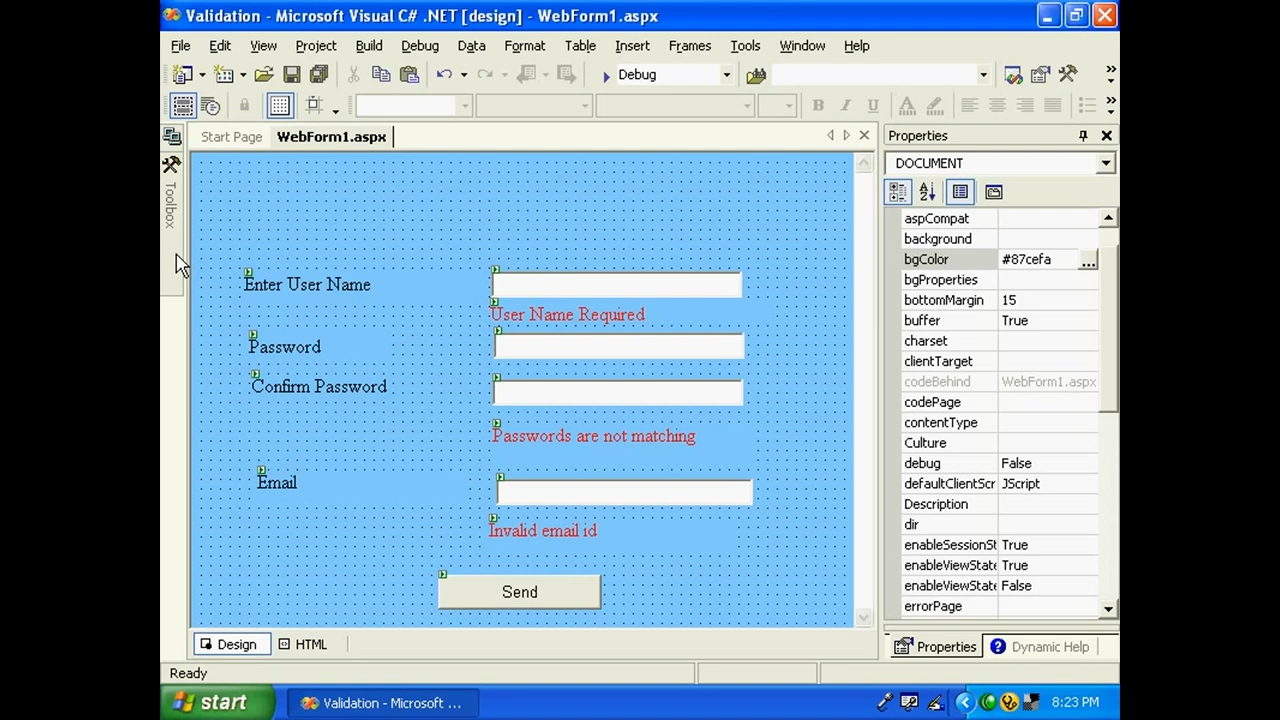 Validation - Microsoft Visual C# .NET [design] - WebForm1.aspx
File Edit View Project Build Debug Data Format Table Insert Frames Tools Window Help
Debug
B I U A
Start Page WebForm1.aspx
Toolbox
Enter User Name
User Name Required
Password
Confirm Password
Passwords are not matching
Email
Invalid email id
Send
Design HTML
Properties
DOCUMENT
aspCompat
background
bgColor #87cefa ...
bgProperties
bottomMargin 15
buffer True
charset
clientTarget
codeBehind WebForm1.aspx
codePage
contentType
Culture
debug False
defaultClientScr JScript
Description
dir
enableSessionSt True
enableViewState True
enableViewState False
errorPage
Properties Dynamic Help
Ready
start Validation - Microsoft ... 8:23 PM